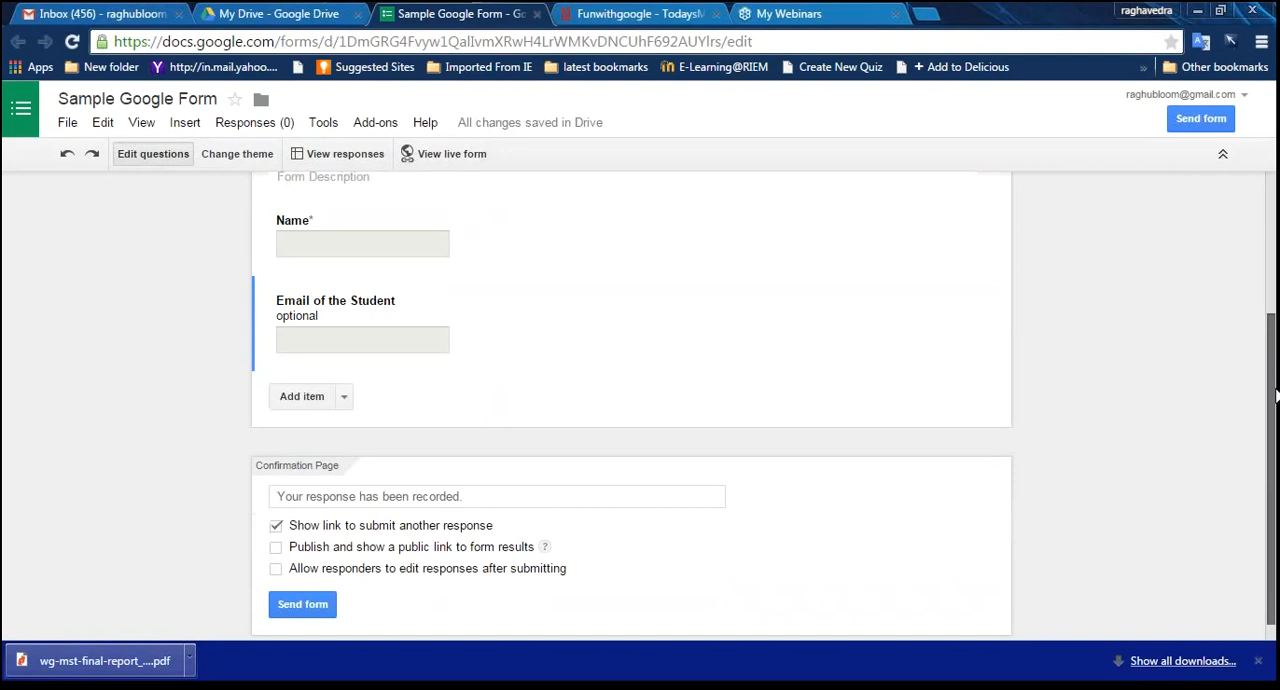 Inbox (456) - raghubloom
My Drive - Google Drive
Sample Google Form - Go
Funwithgoogle - TodaysM
My Webinars
raghavedra
https://docs.google.com/forms/d/1DmGRG4Fvyw1QalIvmXRwH4LrWMKvDNCUhF692AUYlrs/edit
Apps
New folder
http://in.mail.yahoo....
Suggested Sites
Imported From IE
latest bookmarks
E-Learning@RIEM
Create New Quiz
+ Add to Delicious
»
Other bookmarks
Sample Google Form
raghubloom@gmail.com
File Edit View Insert Responses (0) Tools Add-ons Help All changes saved in Drive
Send form
Edit questions Change theme View responses View live form
Form Description
Name*
Email of the Student
optional
Add item
Confirmation Page
Your response has been recorded.
Show link to submit another response
Publish and show a public link to form results ?
Allow responders to edit responses after submitting
Send form
wg-mst-final-report_....pdf
Show all downloads...